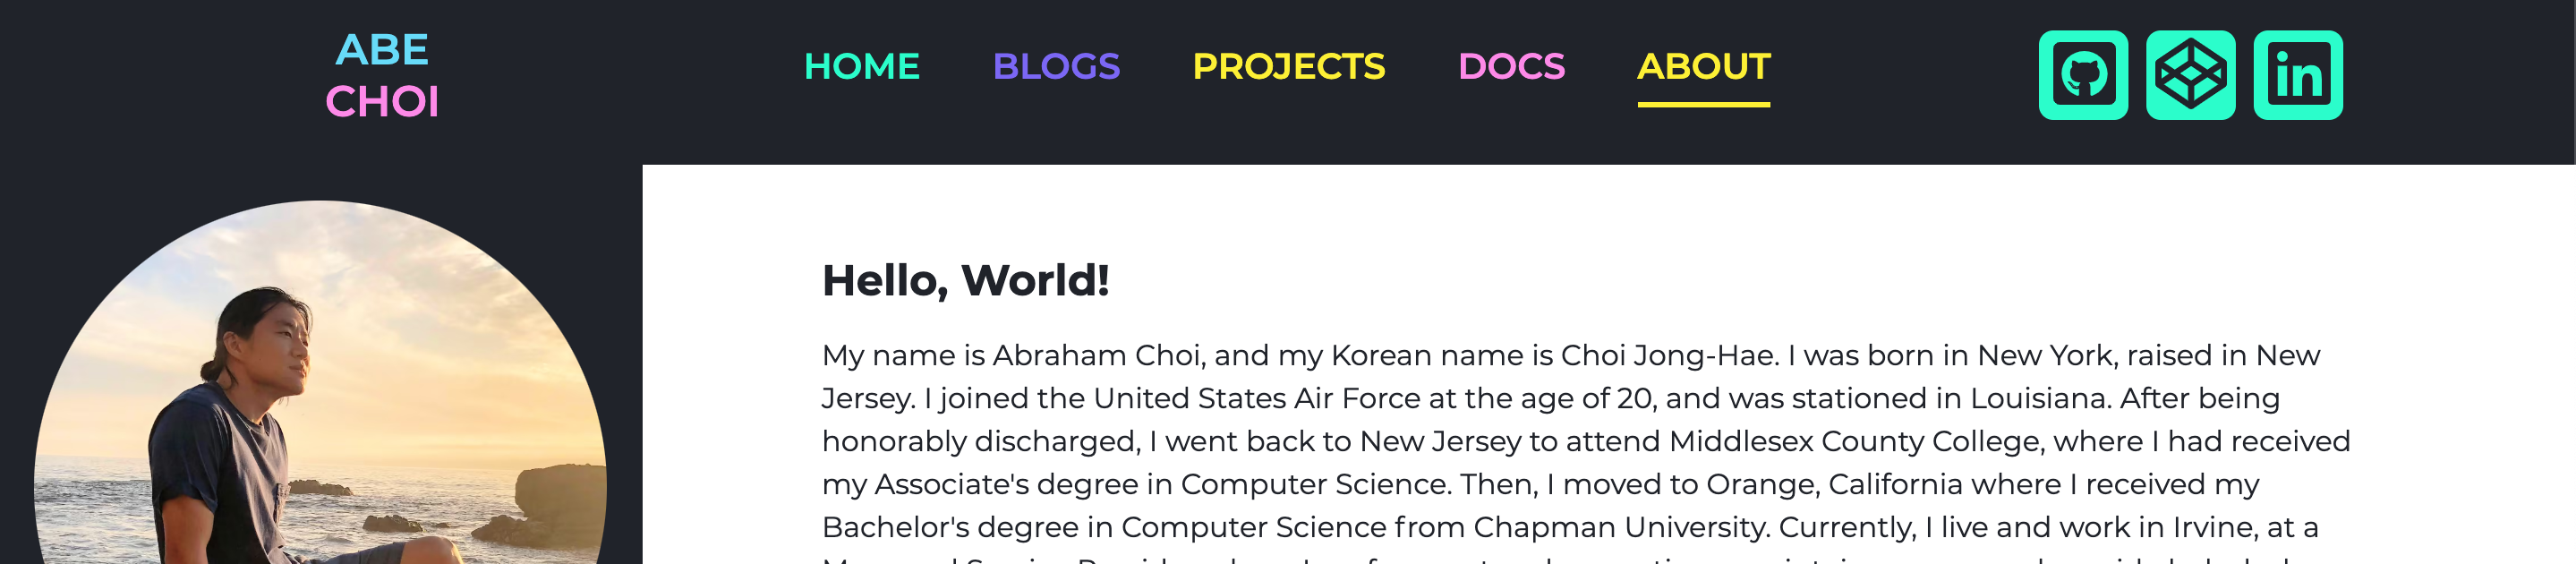 ABE
CHOI
HOME BLOGS PROJECTS DOCS ABOUT
in
Hello, World!
My name is Abraham Choi, and my Korean name is Choi Jong-Hae. I was born in New York, raised in New
Jersey. I joined the United States Air Force at the age of 20, and was stationed in Louisiana. After being
honorably discharged, I went back to New Jersey to attend Middlesex County College, where I had received
my Associate's degree in Computer Science. Then, I moved to Orange, California where I received my
Bachelor's degree in Computer Science from Chapman University. Currently, I live and work in Irvine, at a